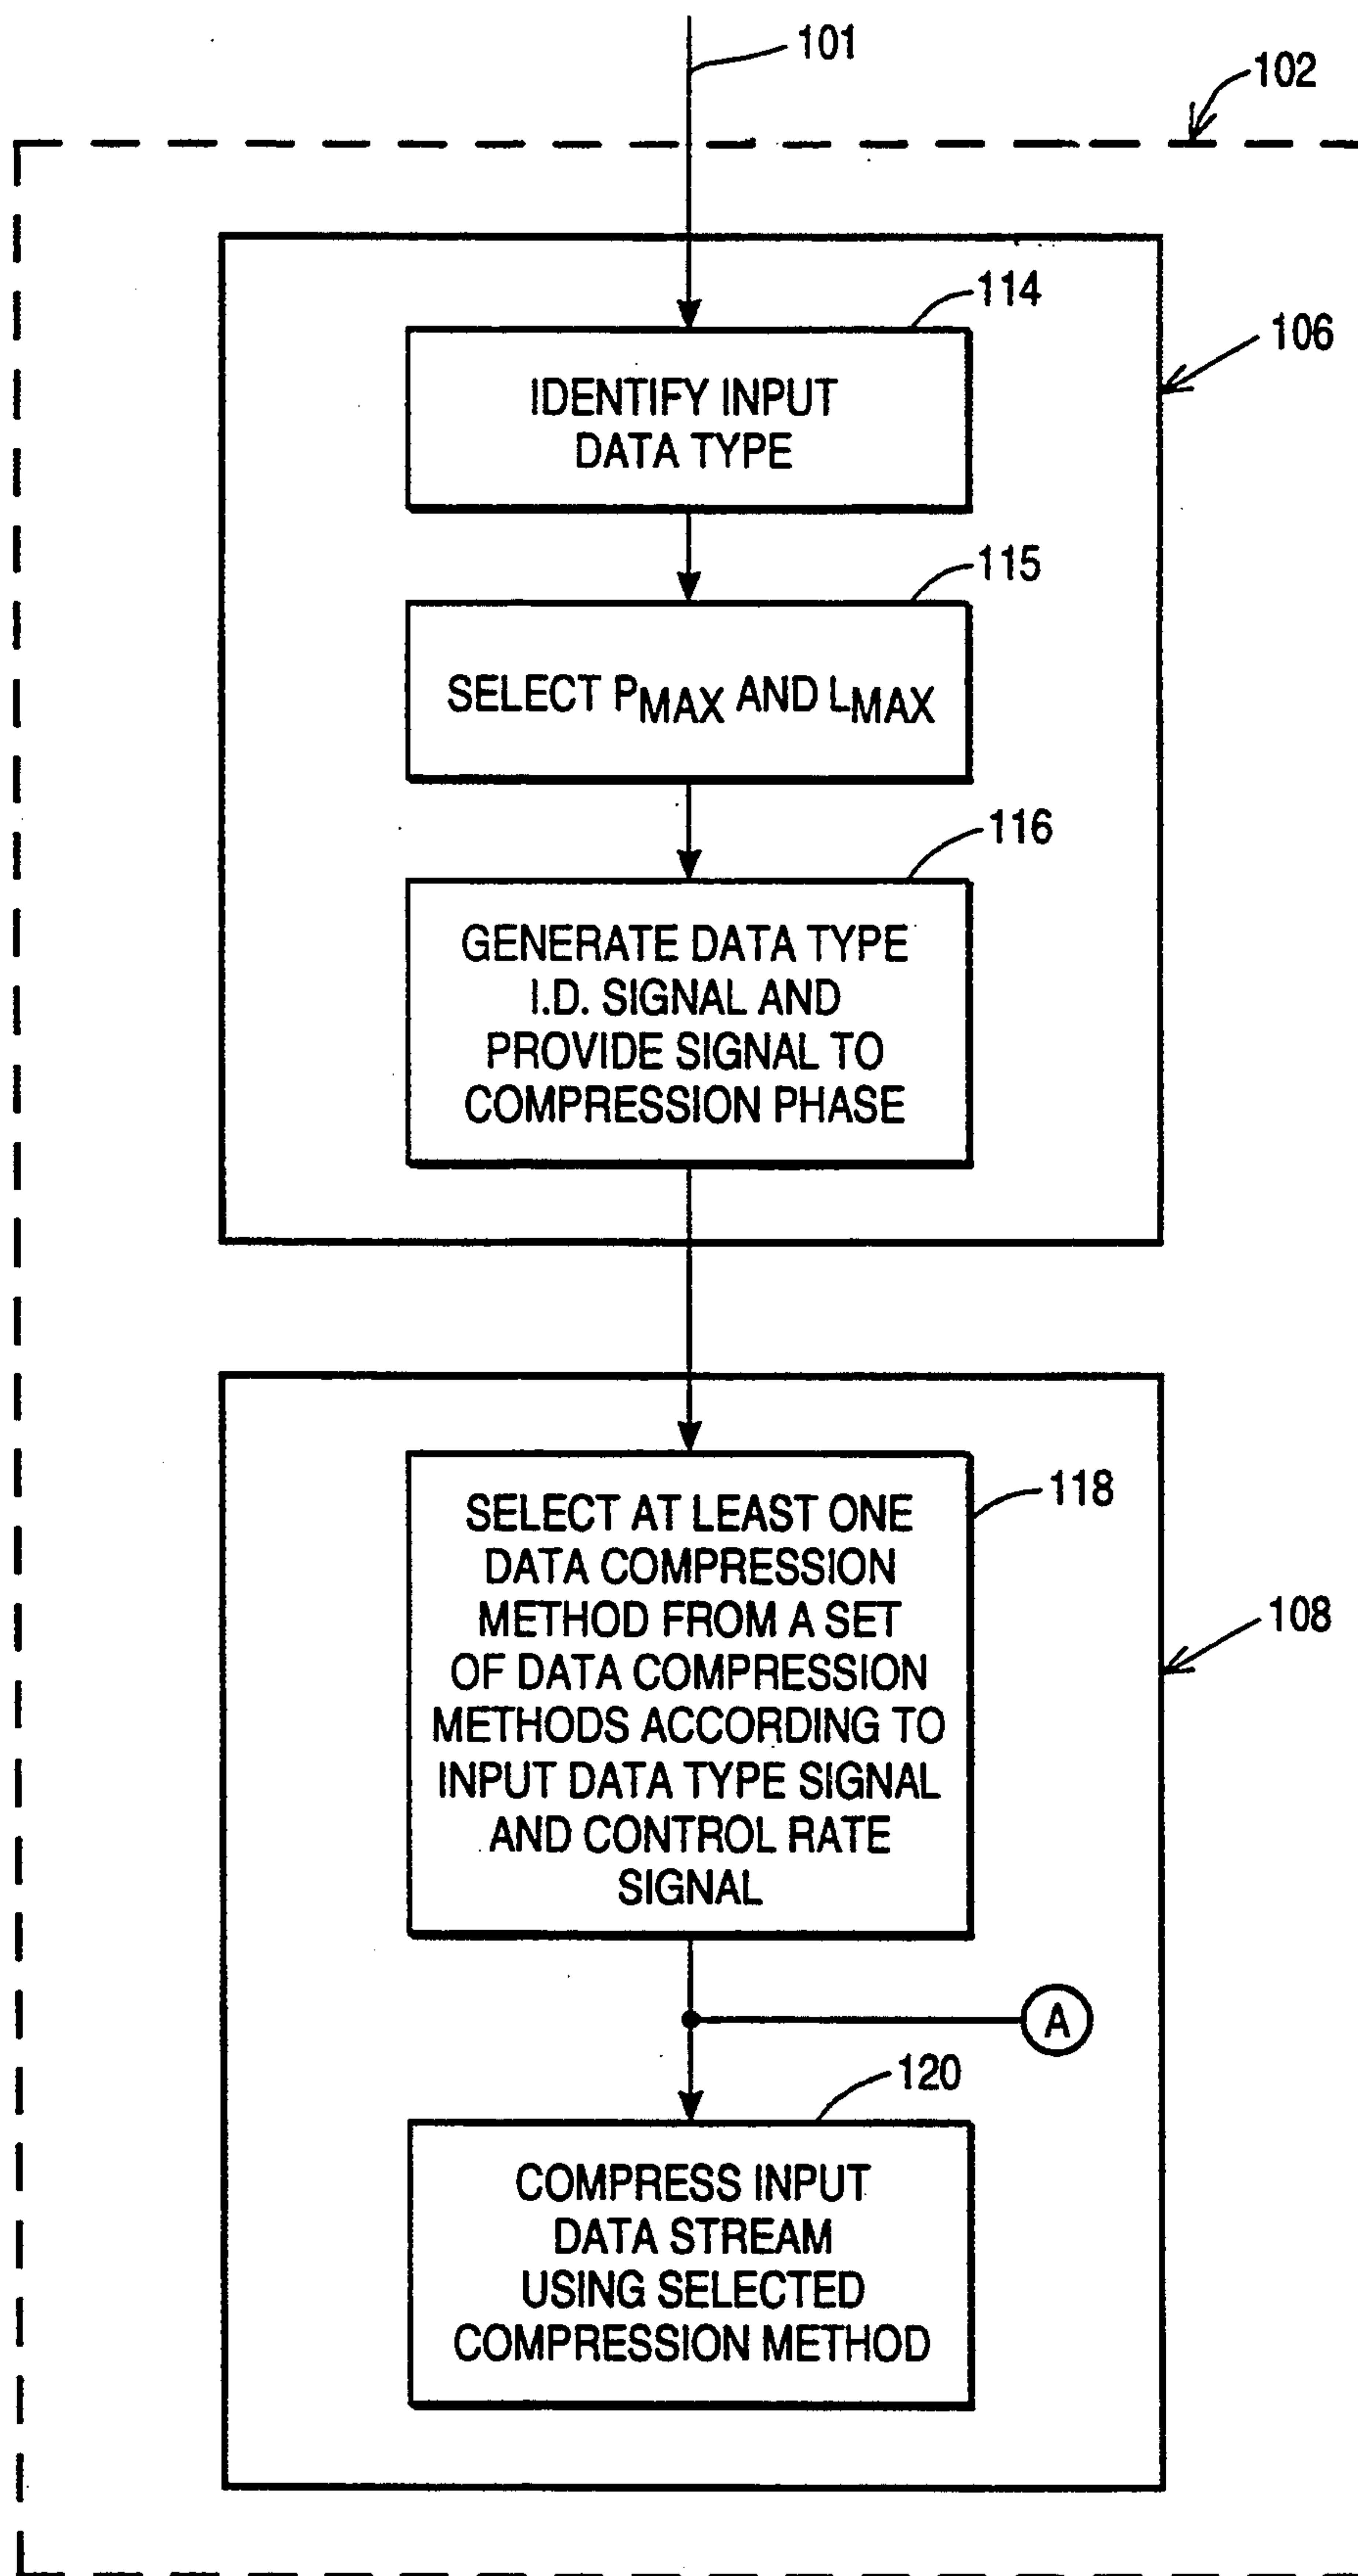 101
102
114
106
IDENTIFY INPUT
DATA TYPE
115
SELECT PMAX AND LMAX
116
GENERATE DATA TYPE
I.D. SIGNAL AND
PROVIDE SIGNAL TO
COMPRESSION PHASE
118
SELECT AT LEAST ONE
DATA COMPRESSION
METHOD FROM A SET
OF DATA COMPRESSION
METHODS ACCORDING TO
INPUT DATA TYPE SIGNAL
AND CONTROL RATE
SIGNAL
108
A
120
COMPRESS INPUT
DATA STREAM
USING SELECTED
COMPRESSION METHOD